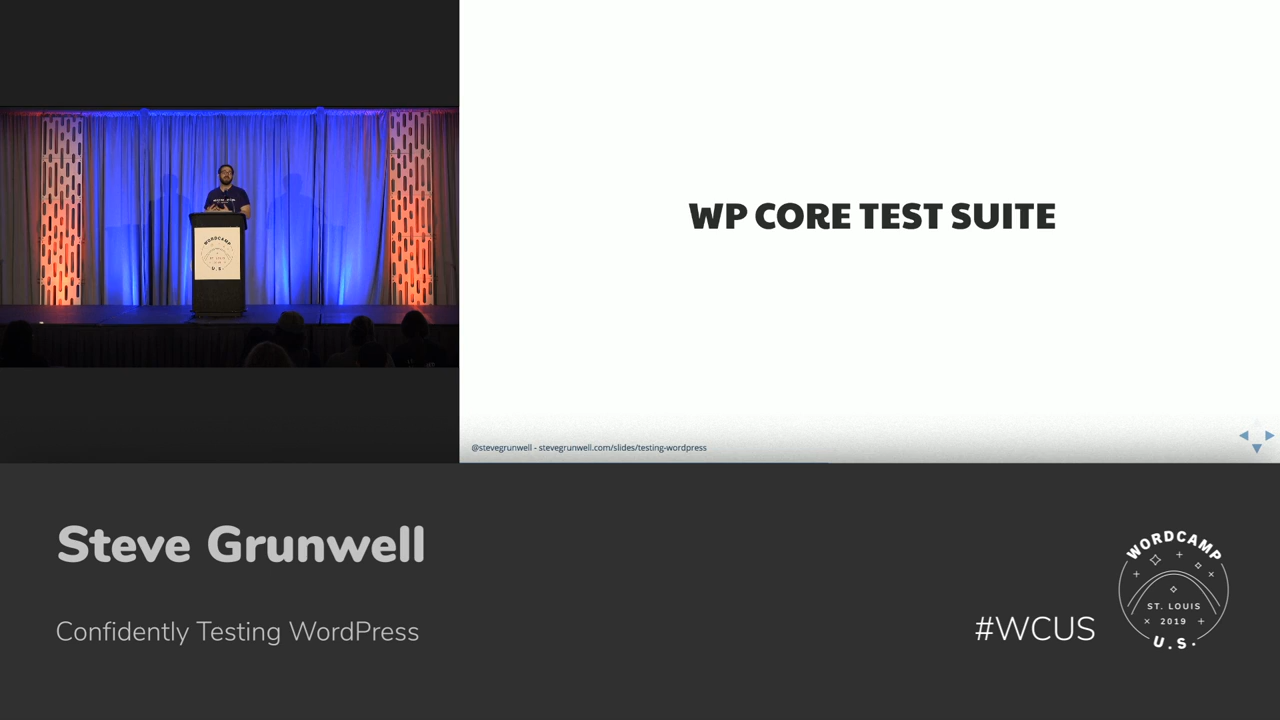 WP CORE TEST SUITE
@stevegrunwell - stevegrunwell.com/slides/testing-wordpress
WORDCAMP
U.S.
Steve Grunwell
Confidently Testing WordPress
#WCUS
WORDCAMP
ST. LOUIS
2019
U.S.